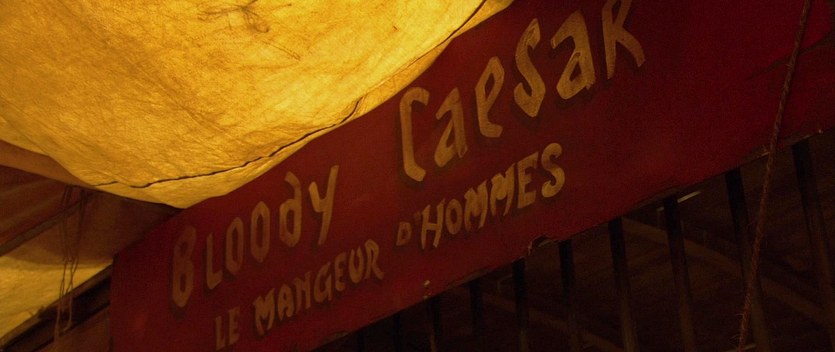 BLOODY CAESAR
LE MANGEUR D'HOMMES